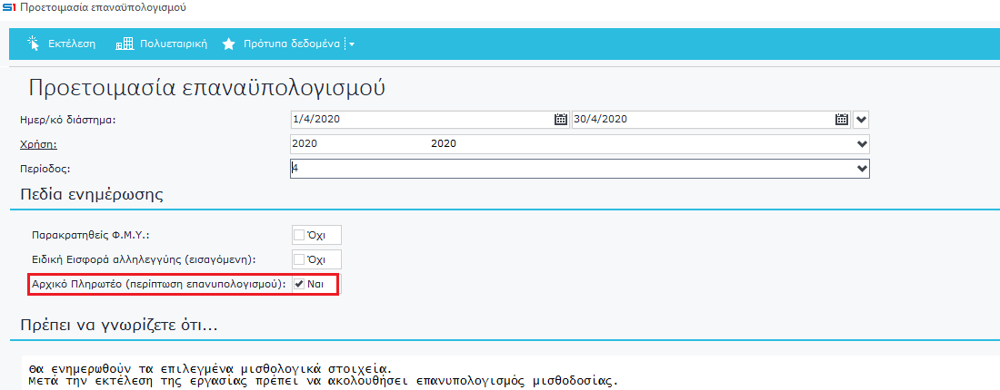 S1 Προετοιμασία επαναϋπολογισμού
Εκτέλεση Πολυεταιρική Πρότυπα δεδομένα
Προετοιμασία επαναϋπολογισμού
Ημερ/κό διάστημα: 1/4/2020 30/4/2020
Χρήση: 2020 2020
Περίοδος: 4
Πεδία ενημέρωσης
Παρακρατηθείς Φ.Μ.Υ.: Όχι
Ειδική Εισφορά αλληλεγγύης (εισαγόμενη): Όχι
Αρχικό Πληρωτέο (περίπτωση επανυπολογισμού): Ναι
Πρέπει να γνωρίζετε ότι...
Θα ενημερωθούν τα επιλεγμένα μισθολογικά στοιχεία.
Μετά την εκτέλεση της εργασίας πρέπει να ακολουθήσει επανυπολογισμός μισθοδοσίας.